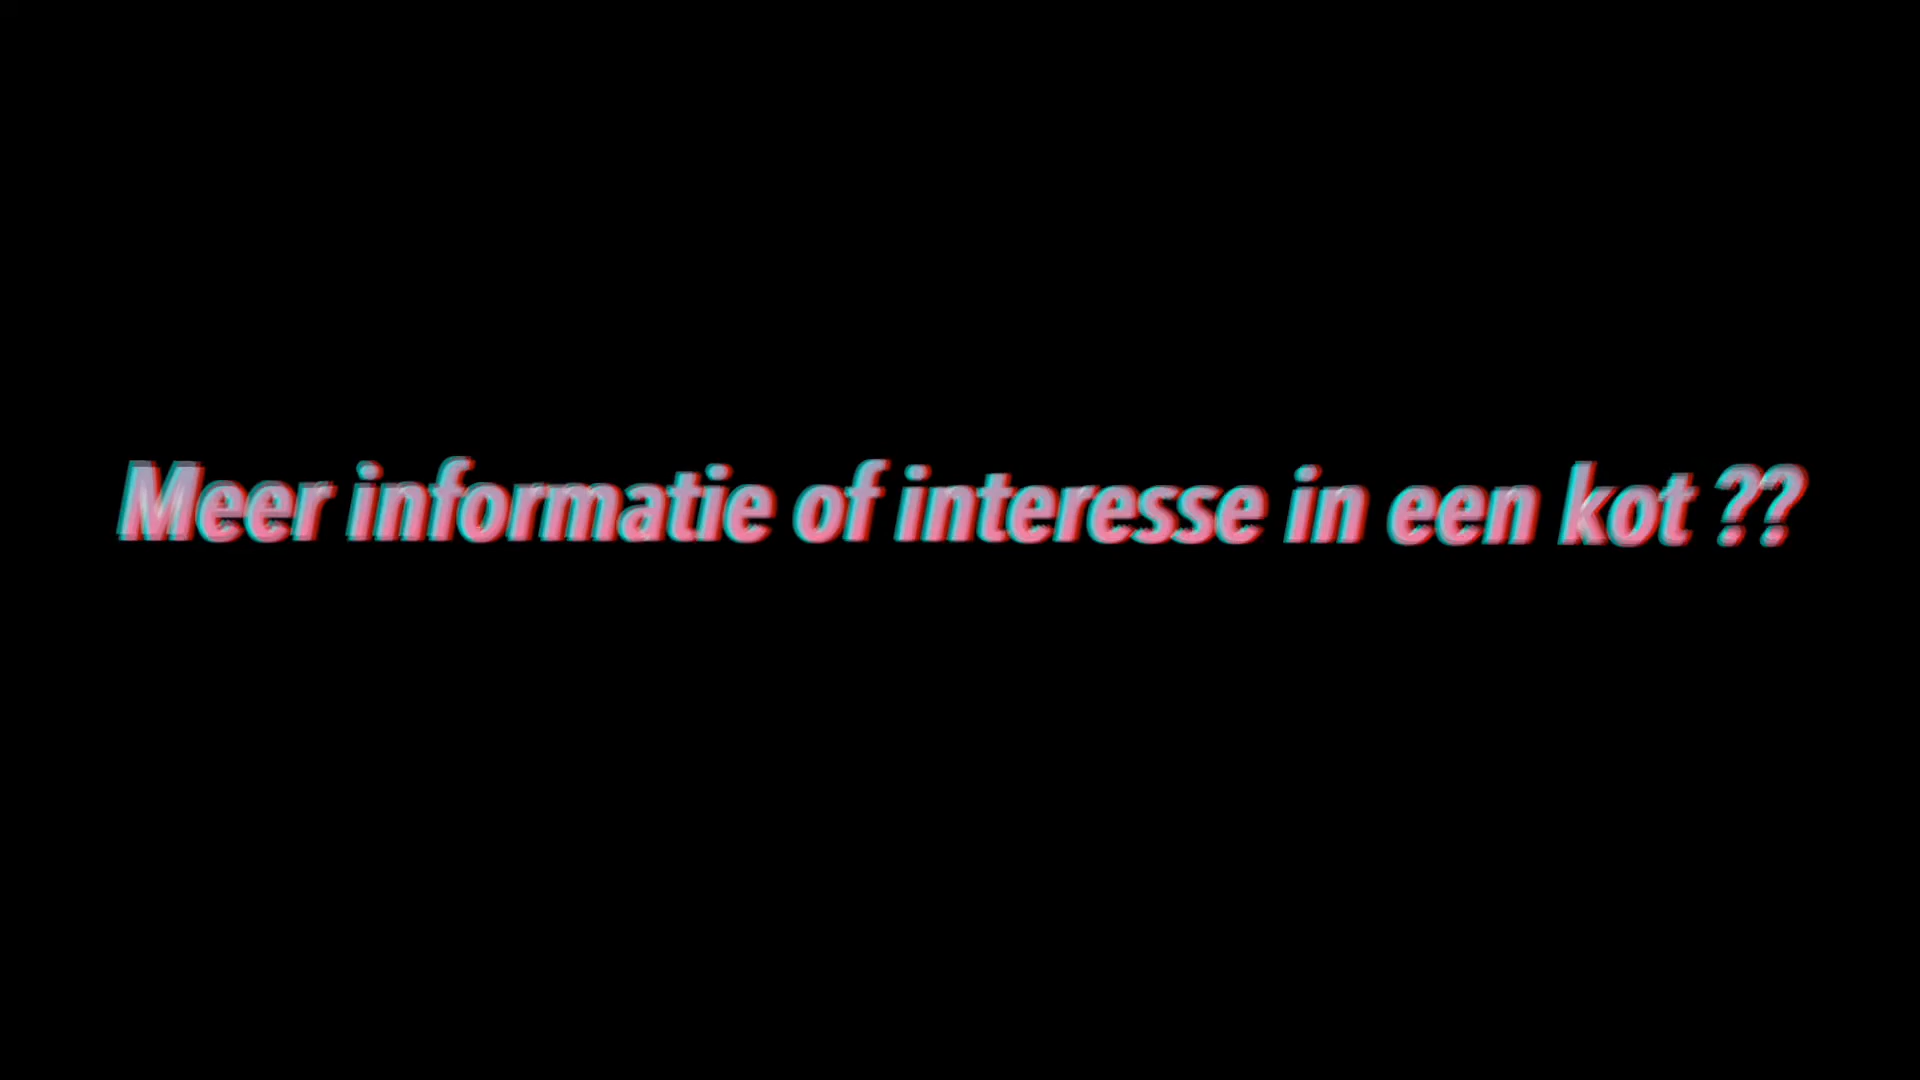 Meer informatie of interesse in een kot ??